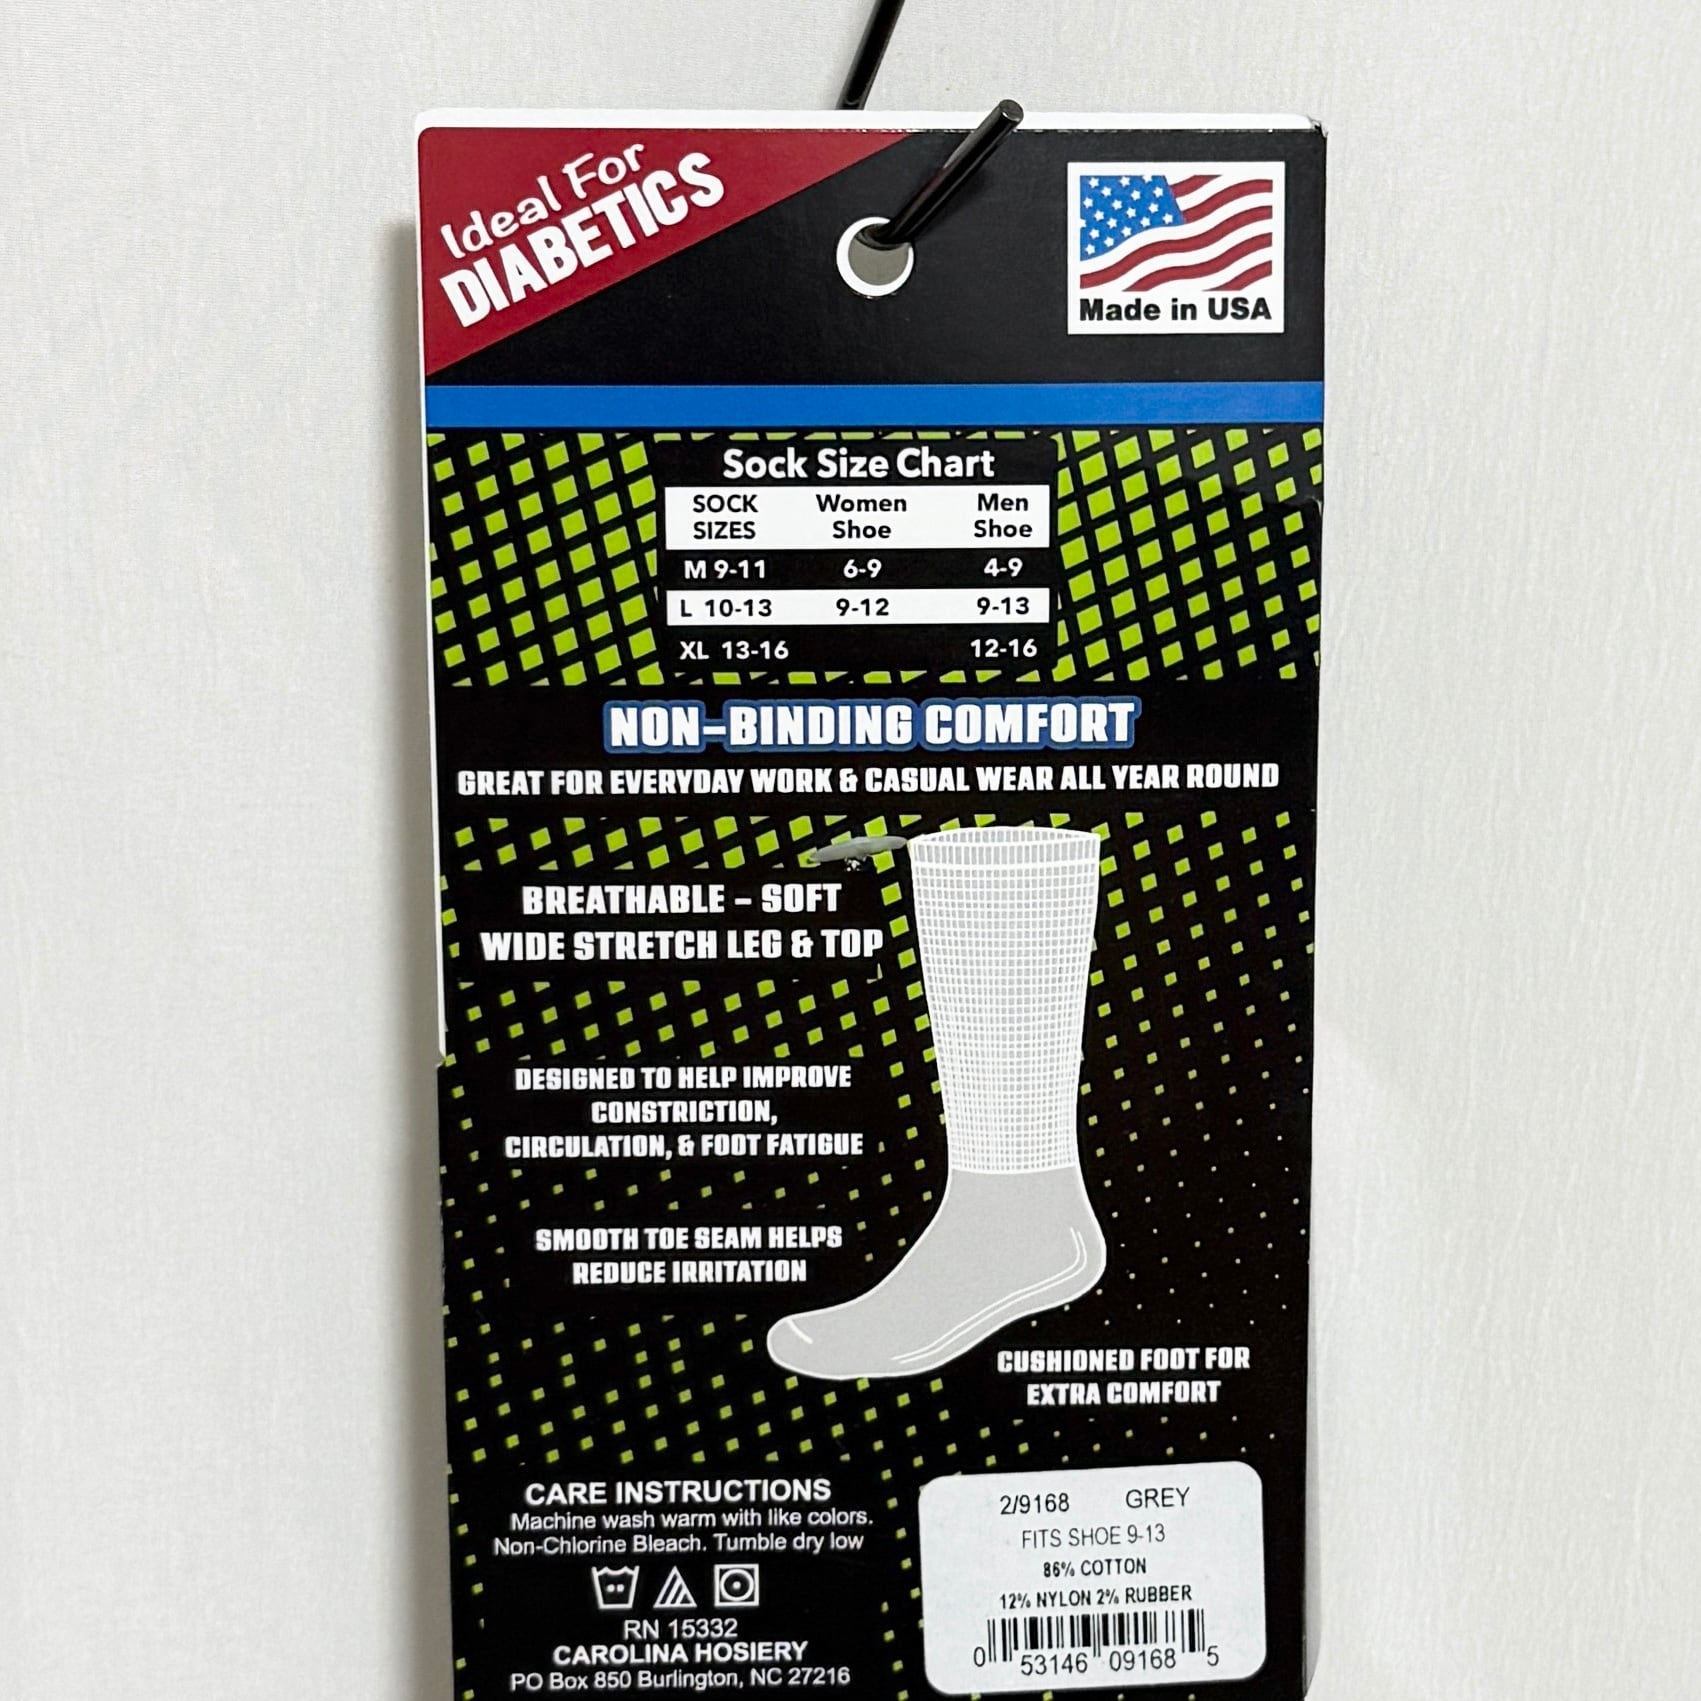 Ideal For
DIABETICS
Made in USA
Sock Size Chart
SOCK SIZES Women Shoe Men Shoe
M 9-11 6-9 4-9
L 10-13 9-12 9-13
XL 13-16 12-16
NON-BINDING COMFORT
GREAT FOR EVERYDAY WORK & CASUAL WEAR ALL YEAR ROUND
BREATHABLE - SOFT
WIDE STRETCH LEG & TOP
DESIGNED TO HELP IMPROVE
CONSTRICTION,
CIRCULATION, & FOOT FATIGUE
SMOOTH TOE SEAM HELPS
REDUCE IRRITATION
CUSHIONED FOOT FOR
EXTRA COMFORT
CARE INSTRUCTIONS
Machine wash warm with like colors.
Non-Chlorine Bleach. Tumble dry low
RN 15332
CAROLINA HOSIERY
PO Box 850 Burlington, NC 27216
2/9168 GREY
FITS SHOE 9-13
86% COTTON
12% NYLON 2% RUBBER
0 53146 09168 5